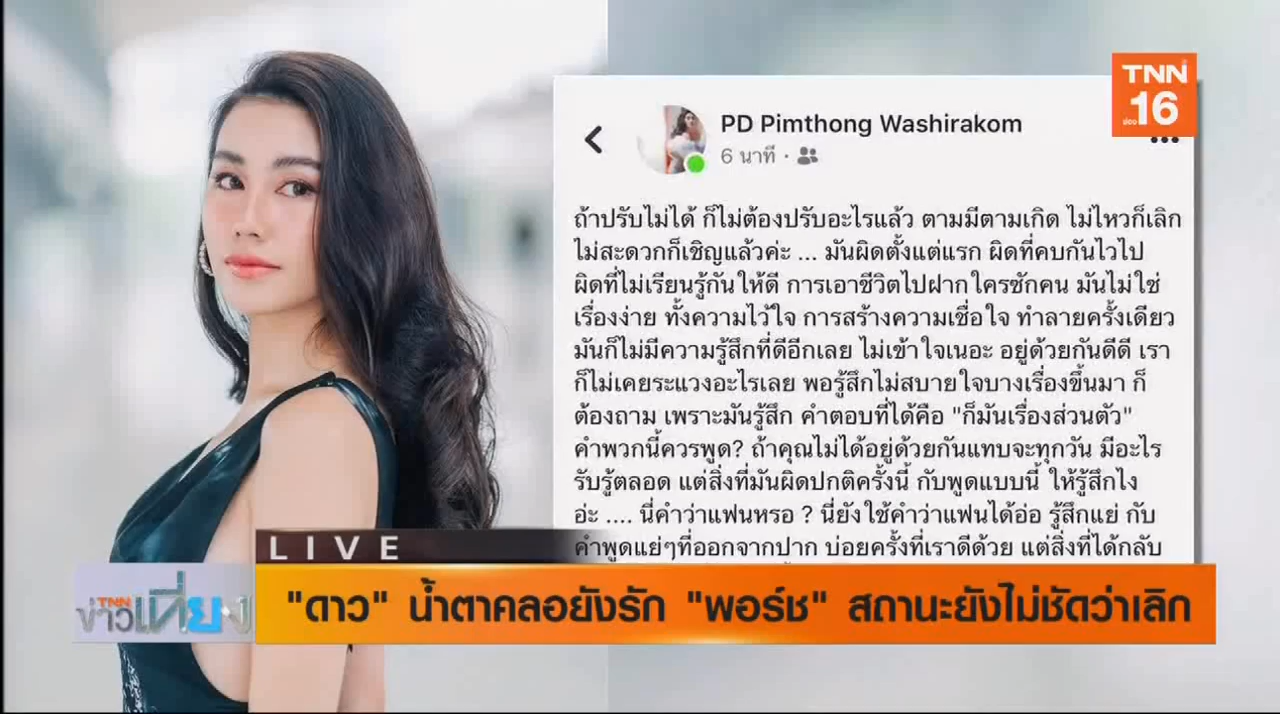 TNN
ช่อง 16
PD Pimthong Washirakom
6 นาที ·
ถ้าปรับไม่ได้ ก็ไม่ต้องปรับอะไรแล้ว ตามมีตามเกิด ไม่ไหวก็เลิก
ไม่สะดวกก็เชิญแล้วค่ะ ... มันผิดตั้งแต่แรก ผิดที่คบกันไวไป
ผิดที่ไม่เรียนรู้กันให้ดี การเอาชีวิตไปฝากใครซักคน มันไม่ใช่
เรื่องง่าย ทั้งความไว้ใจ การสร้างความเชื่อใจ ทำลายครั้งเดียว
มันก็ไม่มีความรู้สึกที่ดีอีกเลย ไม่เข้าใจเนอะ อยู่ด้วยกันดีดี เรา
ก็ไม่เคยระแวงอะไรเลย พอรู้สึกไม่สบายใจบางเรื่องขึ้นมา ก็
ต้องถาม เพราะมันรู้สึก คำตอบที่ได้คือ "ก็มันเรื่องส่วนตัว"
คำพวกนี้ควรพูด? ถ้าคุณไม่ได้อยู่ด้วยกันแทบจะทุกวัน มีอะไร
รับรู้ตลอด แต่สิ่งที่มันผิดปกติครั้งนี้ กับพูดแบบนี้ ให้รู้สึกไง
อ่ะ .... นี่คำว่าแฟนหรอ ? นี่ยังใช้คำว่าแฟนได้อ่อ รู้สึกแย่ กับ
คำพูดแย่ๆที่ออกจากปาก บ่อยครั้งที่เราดีด้วย แต่สิ่งที่ได้กลับ
LIVE
TNN
ข่าวเที่ยง
"ดาว" น้ำตาคลอยังรัก "พอร์ช" สถานะยังไม่ชัดว่าเลิก